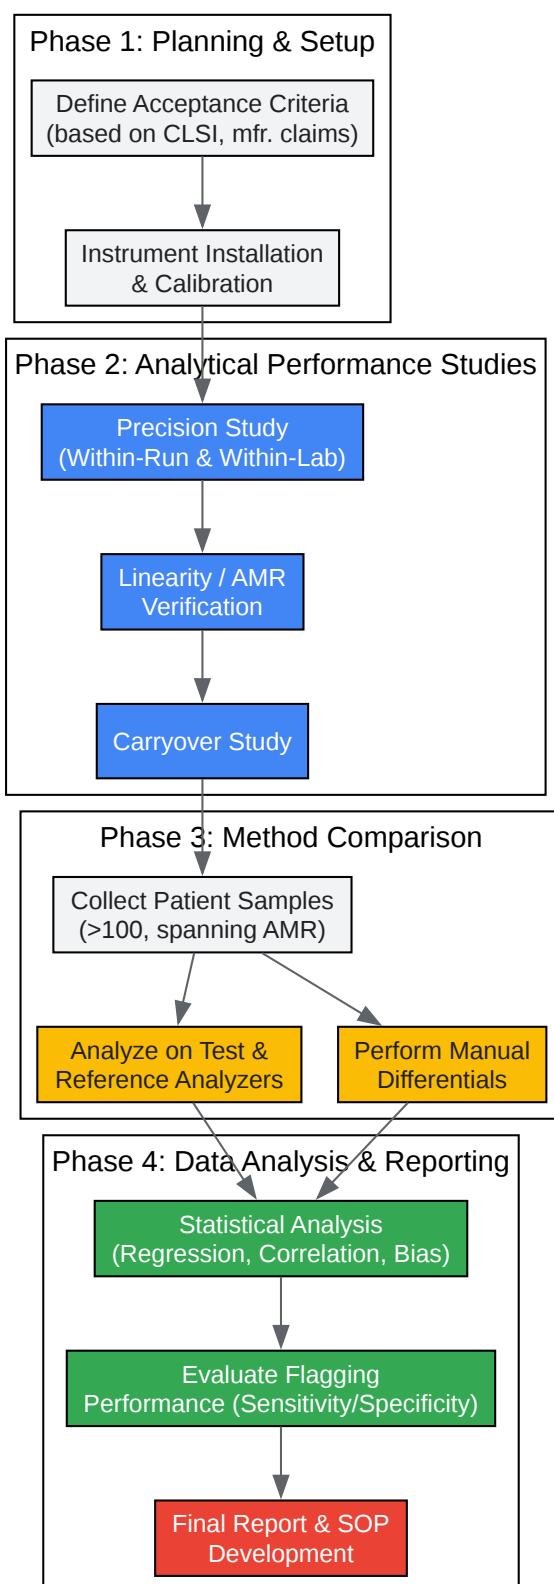 Phase 1: Planning & Setup
Define Acceptance Criteria
(based on CLSI, mfr. claims)
Instrument Installation
& Calibration
Phase 2: Analytical Performance Studies
Precision Study
(Within-Run & Within-Lab)
Linearity / AMR
Verification
Carryover Study
Phase 3: Method Comparison
Collect Patient Samples
(>100, spanning AMR)
Analyze on Test &
Reference Analyzers
Perform Manual
Differentials
Phase 4: Data Analysis & Reporting
Statistical Analysis
(Regression, Correlation, Bias)
Evaluate Flagging
Performance (Sensitivity/Specificity)
Final Report & SOP
Development